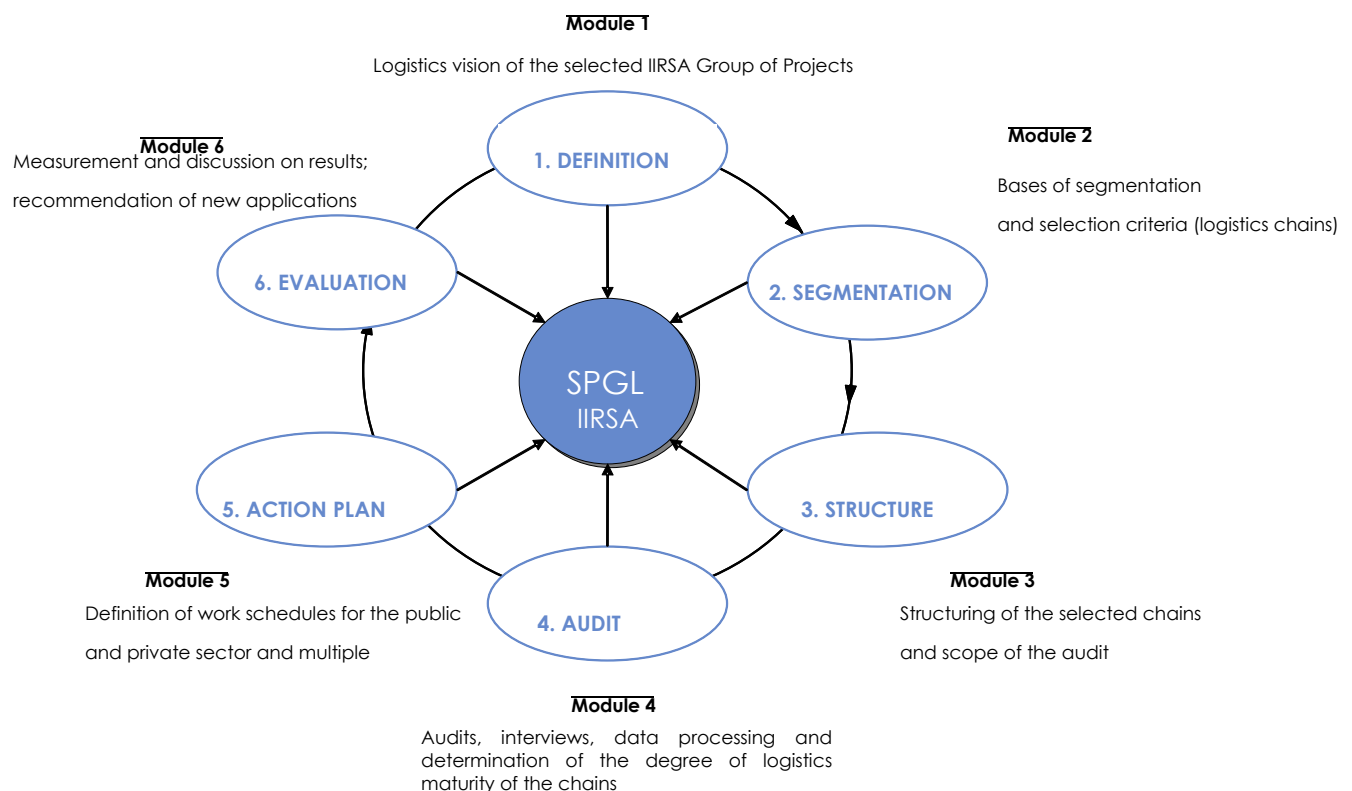 Module 1
Logistics vision of the selected IIRSA Group of Projects
1. DEFINITION
Module 2
Bases of segmentation
and selection criteria (logistics chains)
2. SEGMENTATION
Module 6
Measurement and discussion on results;
recommendation of new applications
6. EVALUATION
SPGL
IIRSA
3. STRUCTURE
Module 3
Structuring of the selected chains
and scope of the audit
5. ACTION PLAN
Module 5
Definition of work schedules for the public
and private sector and multiple
4. AUDIT
Module 4
Audits, interviews, data processing and
determination of the degree of logistics
maturity of the chains